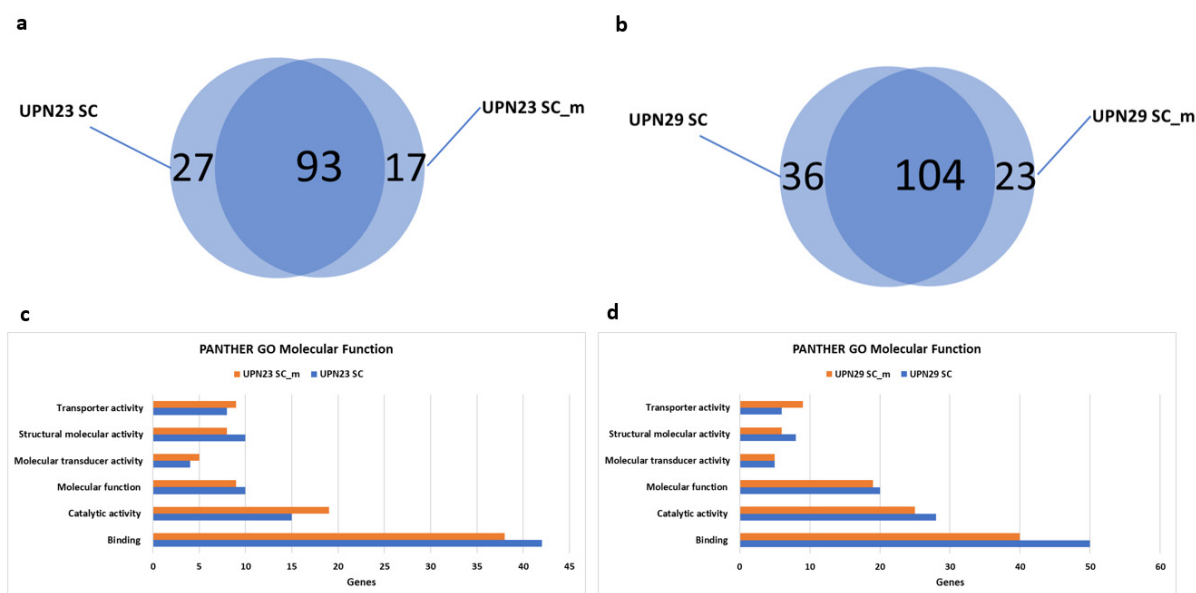 a
UPN23 SC
27
93
17
UPN23 SC_m
b
UPN29 SC
36
104
23
UPN29 SC_m
c
PANTHER GO Molecular Function
UPN23 SC_m UPN23 SC
Transporter activity
Structural molecular activity
Molecular transducer activity
Molecular function
Catalytic activity
Binding
0 5 10 15 20 25 30 35 40 45
Genes
d
PANTHER GO Molecular Function
UPN29 SC_m UPN29 SC
Transporter activity
Structural molecular activity
Molecular transducer activity
Molecular function
Catalytic activity
Binding
0 10 20 30 40 50 60
Genes